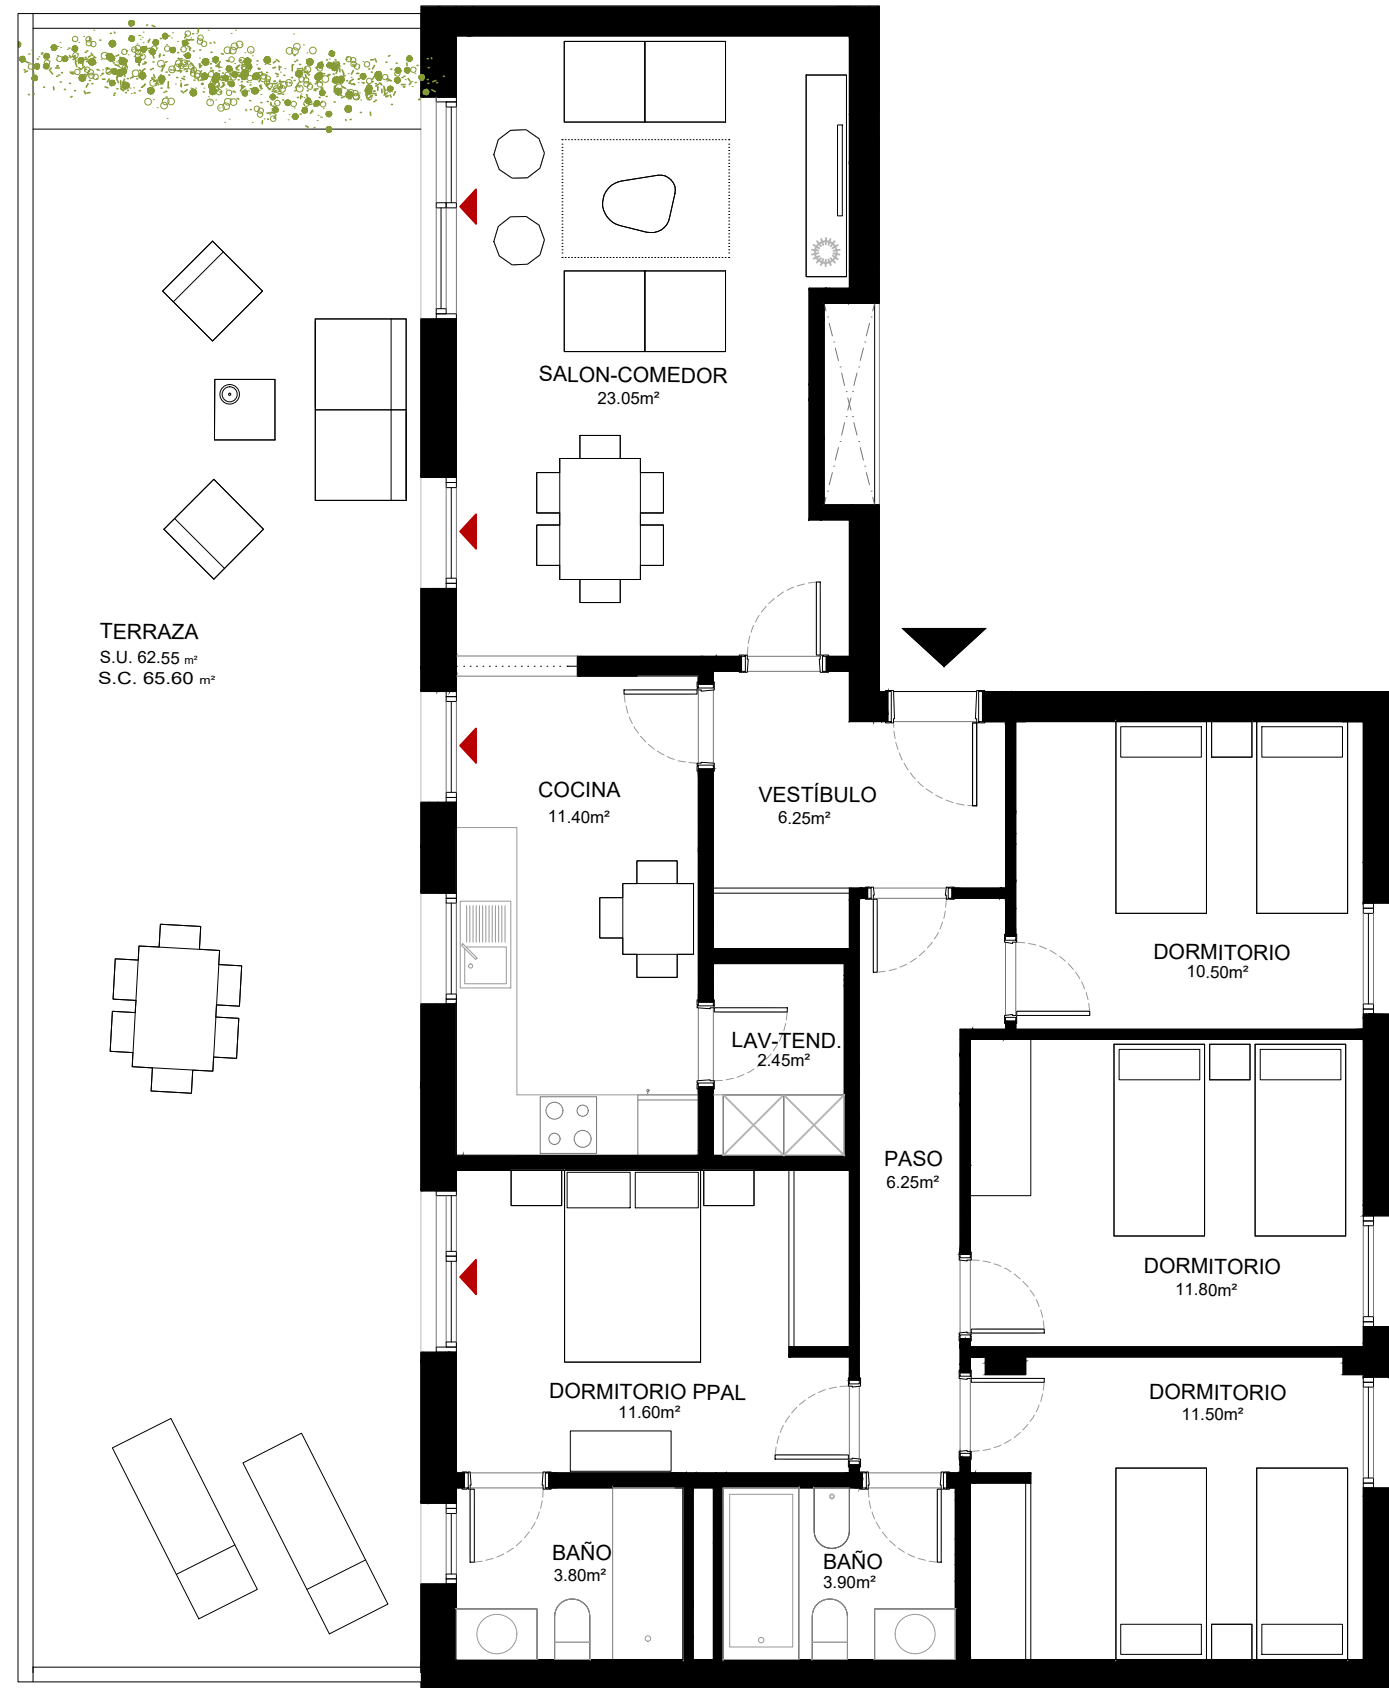 SALON-COMEDOR
23.05m²
TERRAZA
S.U. 62.55 m²
S.C. 65.60 m²
COCINA
11.40m²
VESTÍBULO
6.25m²
DORMITORIO
10.50m²
LAV-TEND.
2.45m²
PASO
6.25m²
DORMITORIO
11.80m²
DORMITORIO PPAL
11.60m²
DORMITORIO
11.50m²
BAÑO
3.80m²
BAÑO
3.90m²